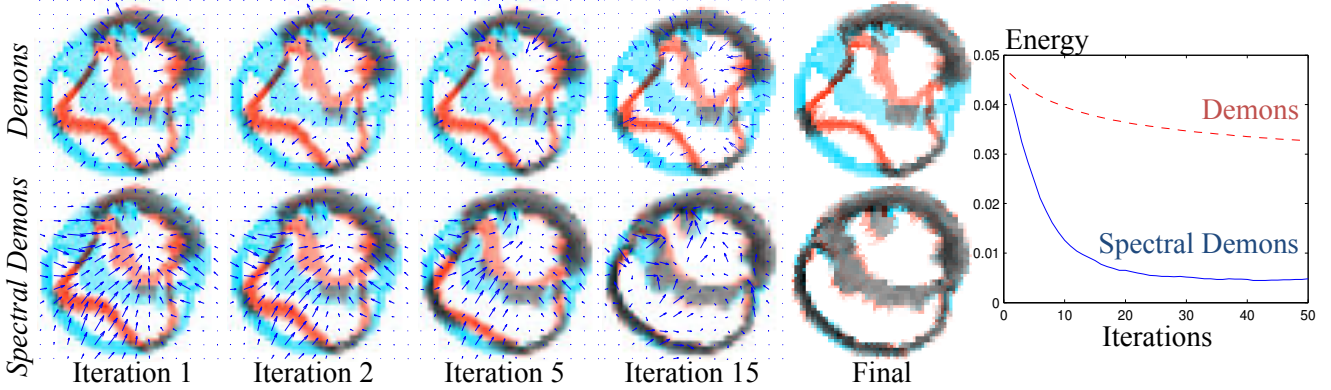 Demons
Spectral Demons
Iteration 1
Iteration 2
Iteration 5
Iteration 15
Final
Energy
0.05
0.04
0.03
0.02
0.01
0
Demons
Spectral Demons
0 10 20 30 40 50
Iterations